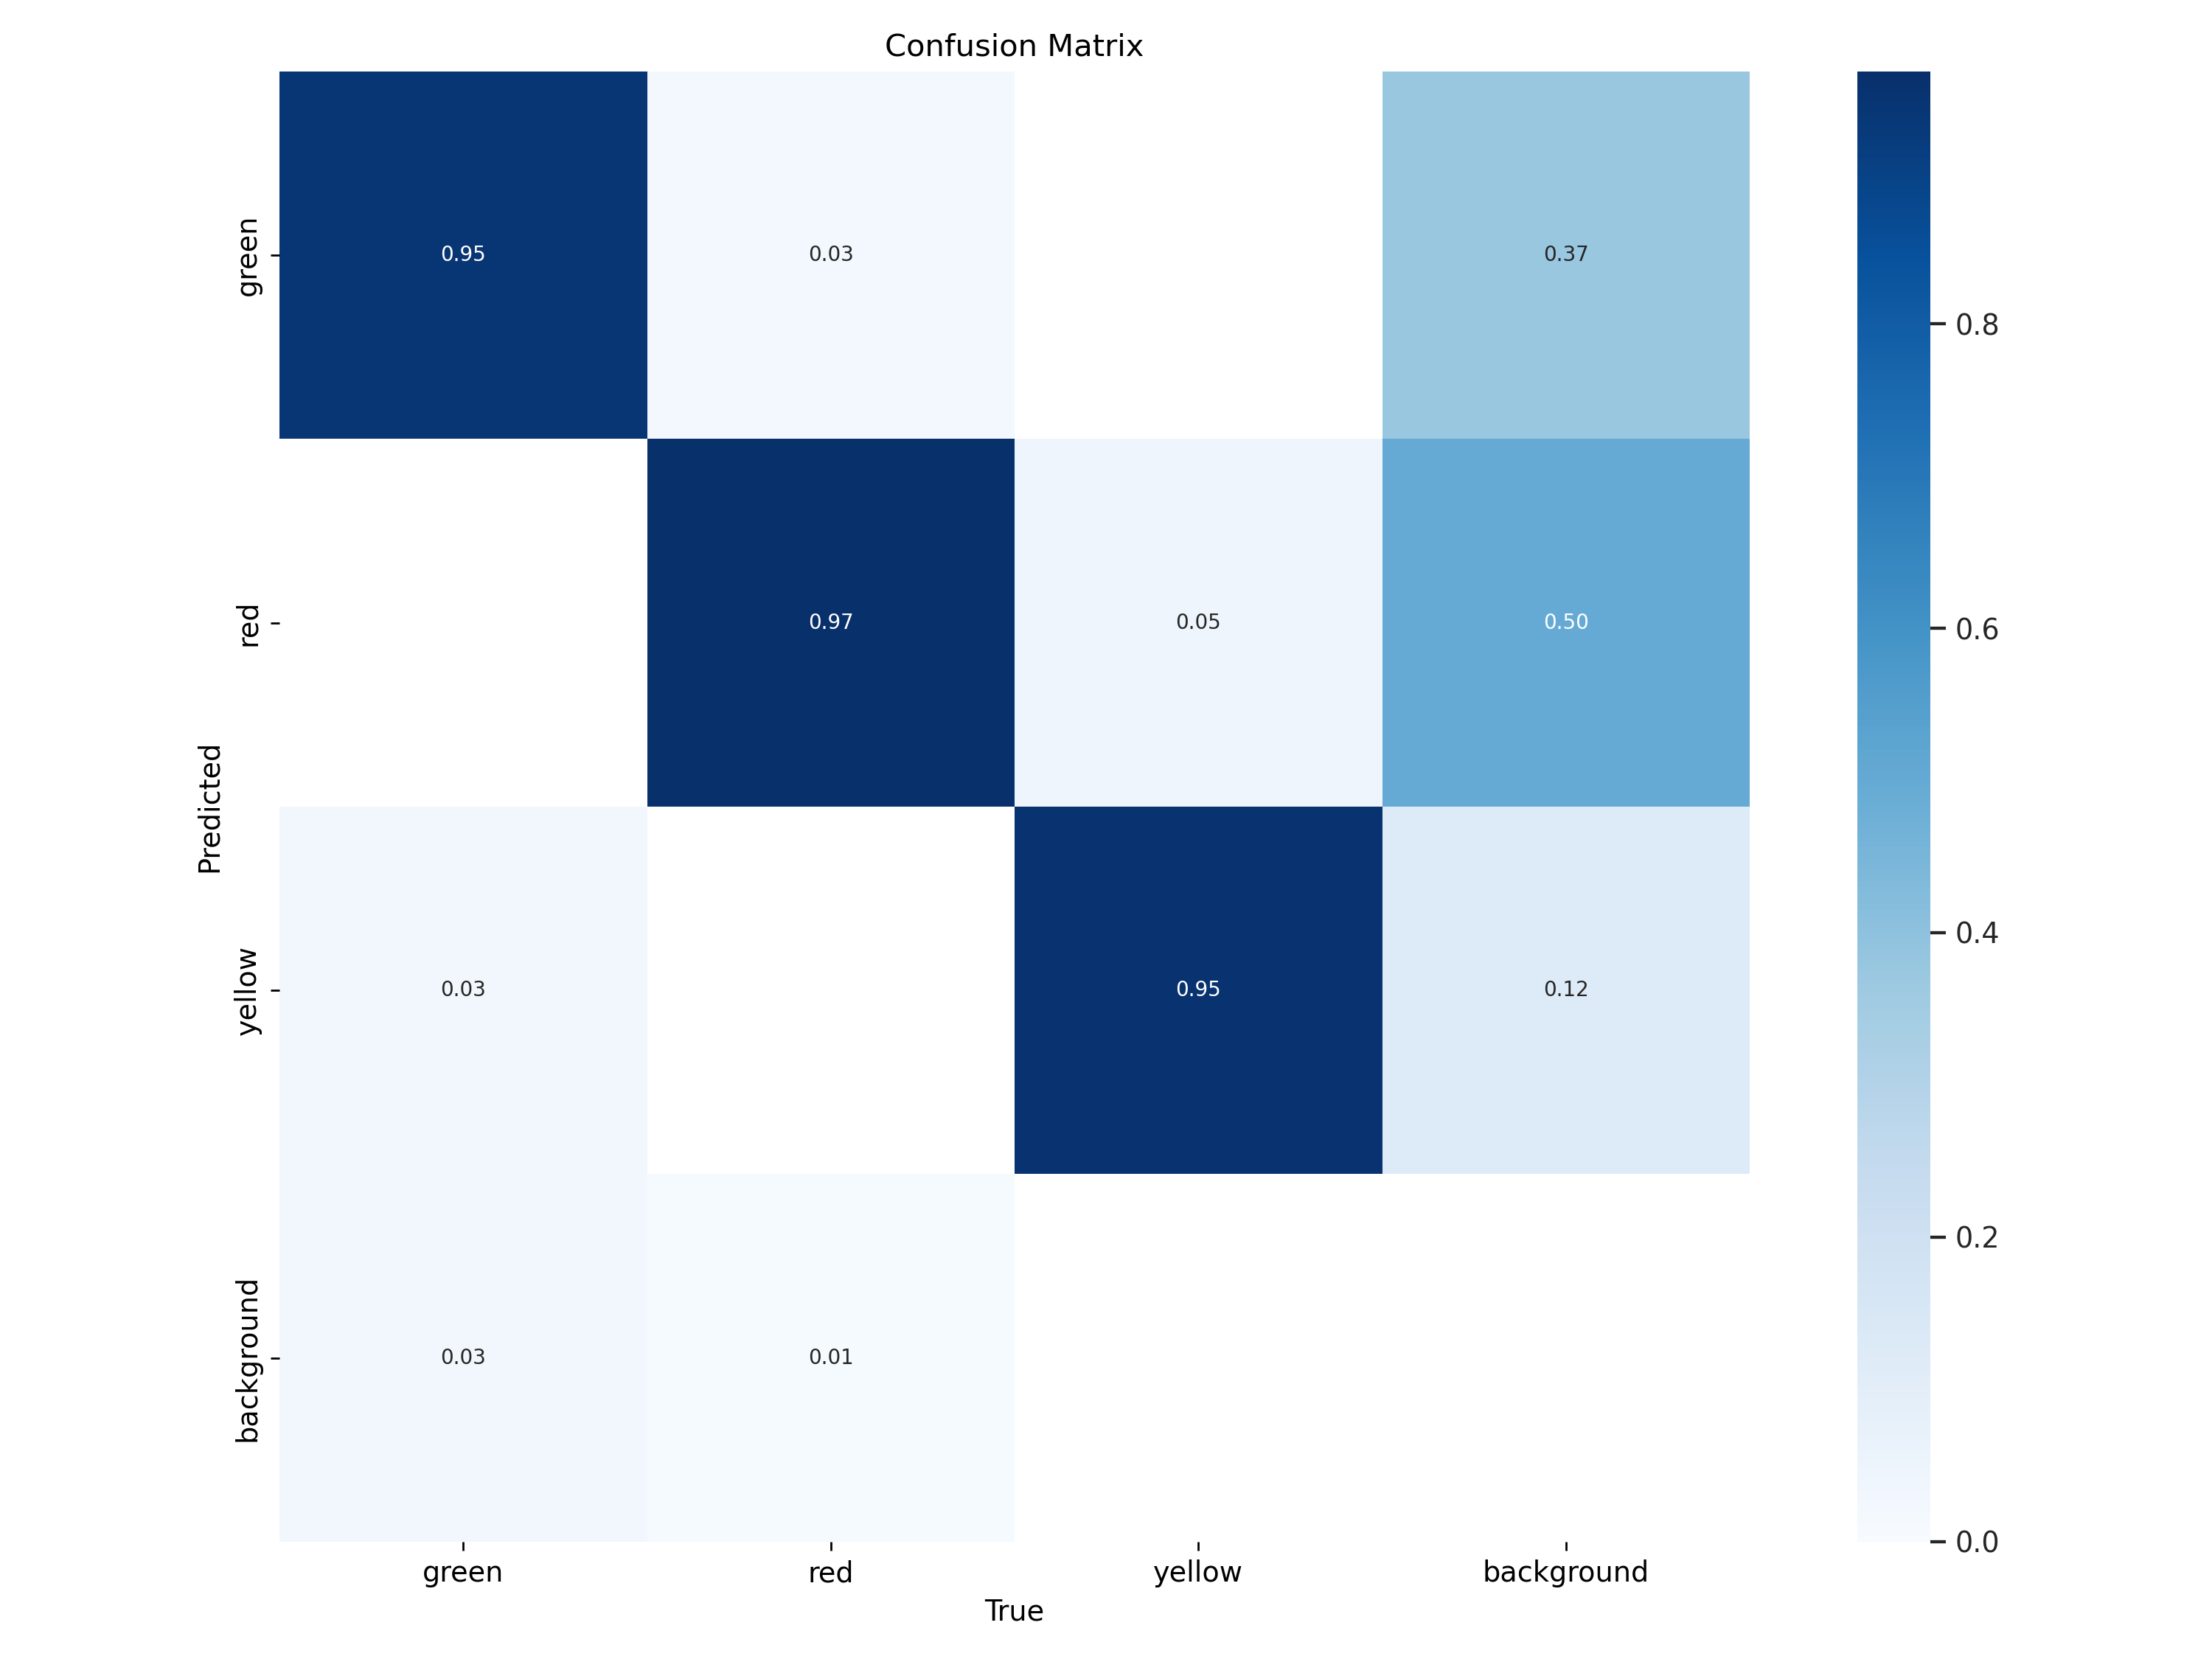 Confusion Matrix
green
0.95
0.03
0.37
0.8
red
0.97
0.05
0.50
0.6
Predicted
0.4
yellow
0.03
0.95
0.12
0.2
background
0.03
0.01
0.0
green
red
yellow
background
True